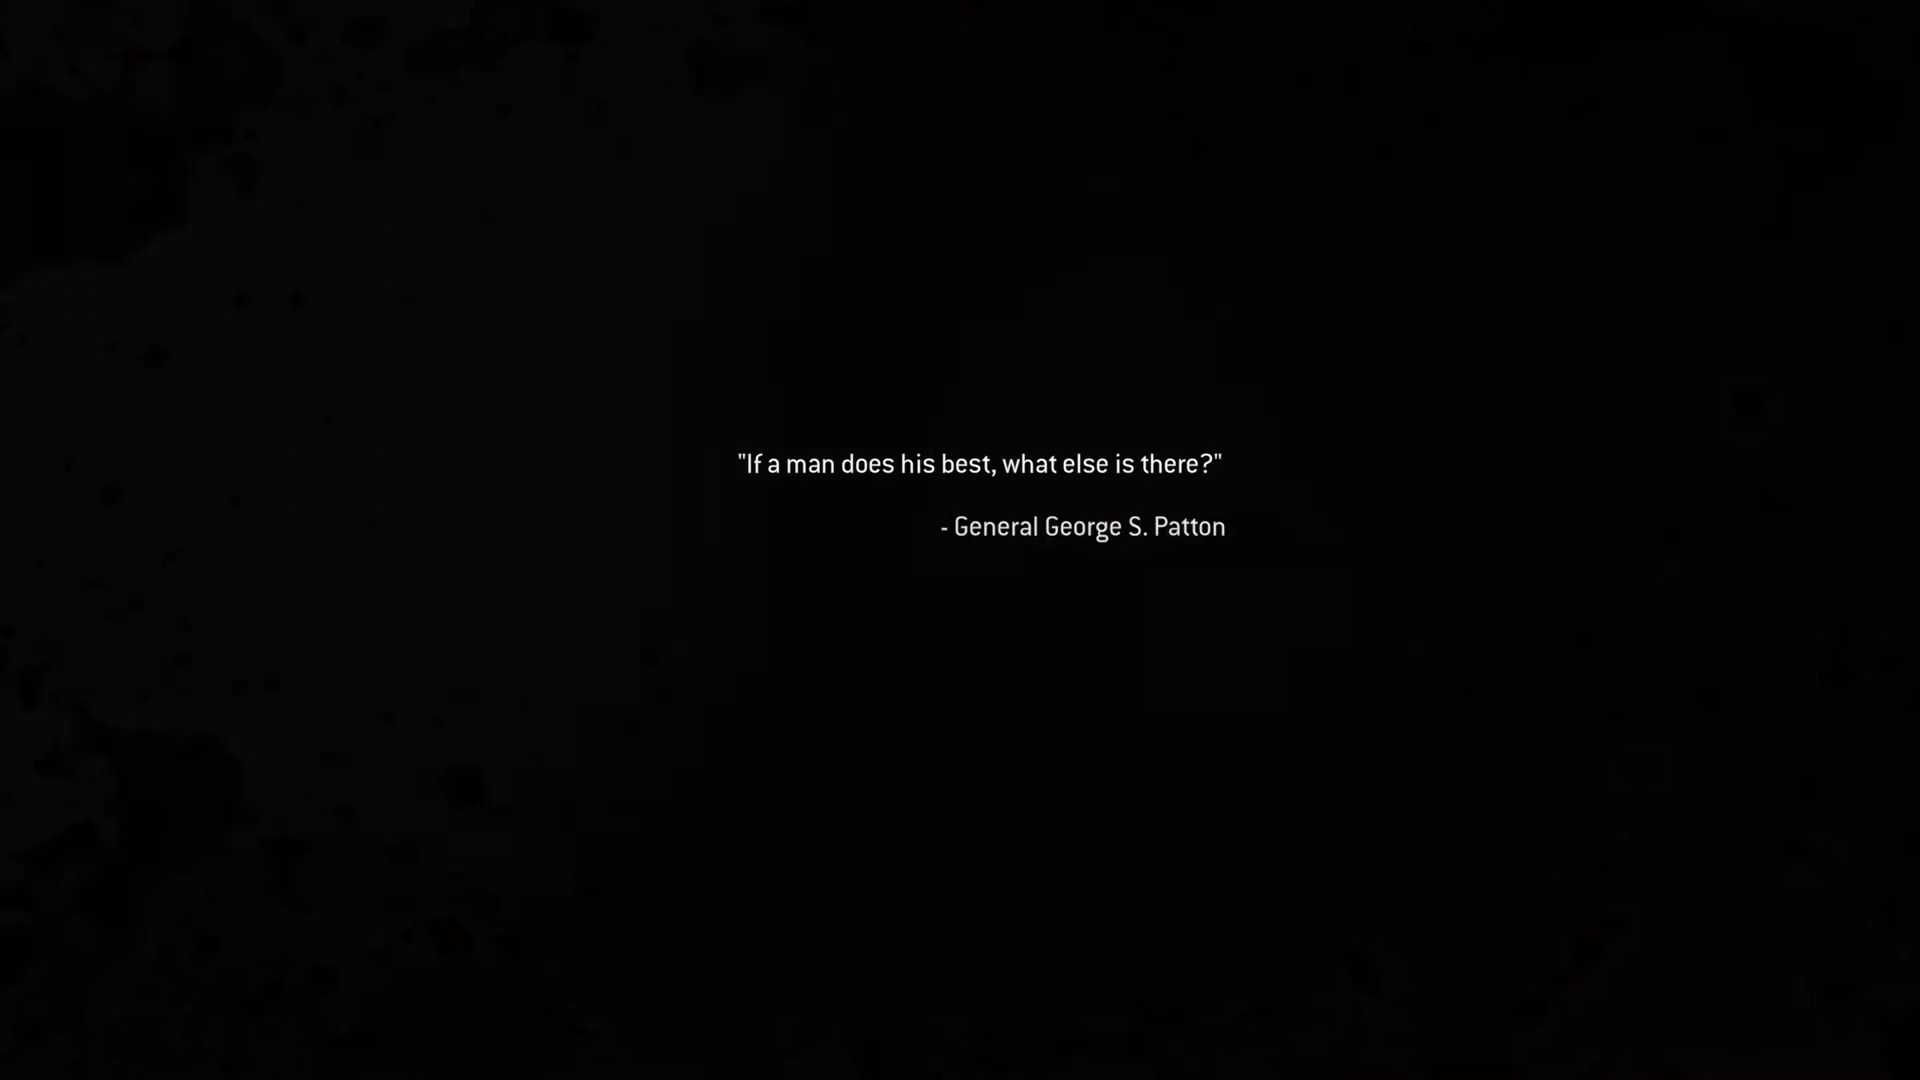 "If a man does his best, what else is there?"
- General George S. Patton